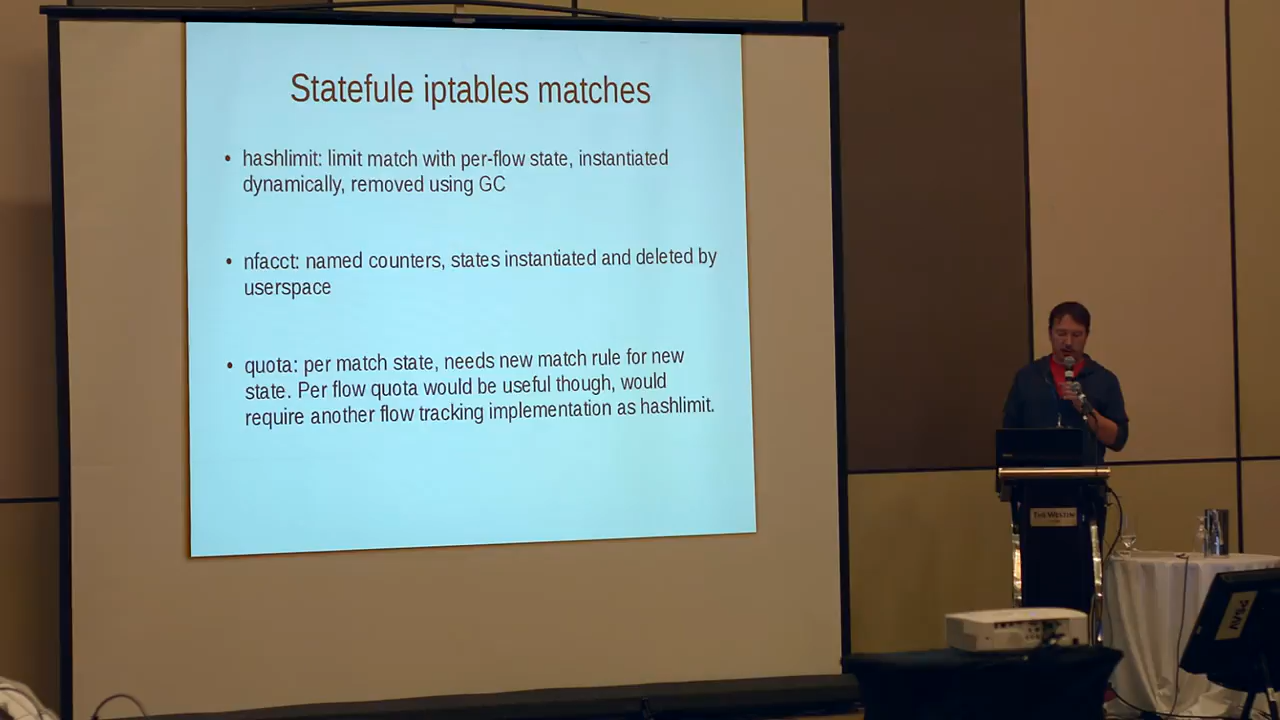 Statefule iptables matches
• hashlimit: limit match with per-flow state, instantiated
dynamically, removed using GC
• nfacct: named counters, states instantiated and deleted by
userspace
• quota: per match state, needs new match rule for new
state. Per flow quota would be useful though, would
require another flow tracking implementation as hashlimit.
THE WESTIN
PSAV